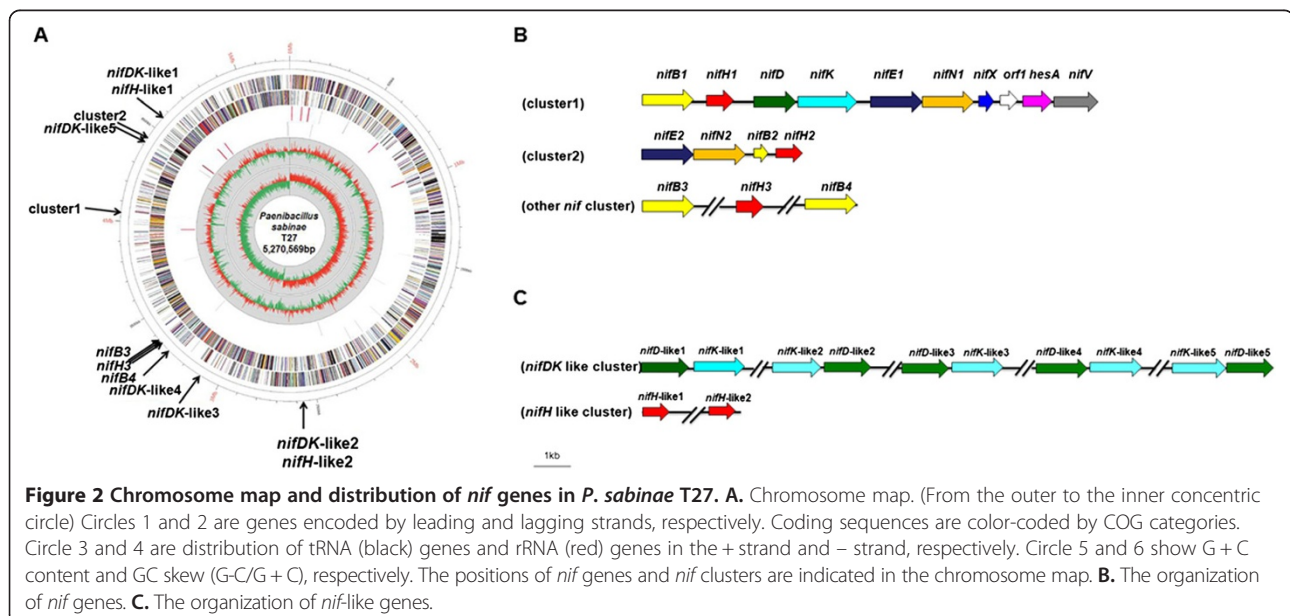 A
nifDK-like1
nifH-like1
cluster2
nifDK-like5
cluster1
nifB3
nifH3
nifB4
nifDK-like4
nifDK-like3
nifDK-like2
nifH-like2
Paenibacillus
sabinae
T27
5,270,569bp
B
nifB1 nifH1 nifD nifK nifE1 nifN1 nifX orf1 hesA nifV
(cluster1)
nifE2 nifN2 nifB2 nifH2
(cluster2)
nifB3 nifH3 nifB4
(other nif cluster)
C
nifD-like1 nifK-like1 nifK-like2 nifD-like2 nifD-like3 nifK-like3 nifD-like4 nifK-like4 nifK-like5 nifD-like5
(nifDK like cluster)
nifH-like1 nifH-like2
(nifH like cluster)
1kb
Figure 2 Chromosome map and distribution of nif genes in P. sabinae T27. A. Chromosome map. (From the outer to the inner concentric
circle) Circles 1 and 2 are genes encoded by leading and lagging strands, respectively. Coding sequences are color-coded by COG categories.
Circle 3 and 4 are distribution of tRNA (black) genes and rRNA (red) genes in the + strand and – strand, respectively. Circle 5 and 6 show G + C
content and GC skew (G-C/G + C), respectively. The positions of nif genes and nif clusters are indicated in the chromosome map. B. The organization
of nif genes. C. The organization of nif-like genes.